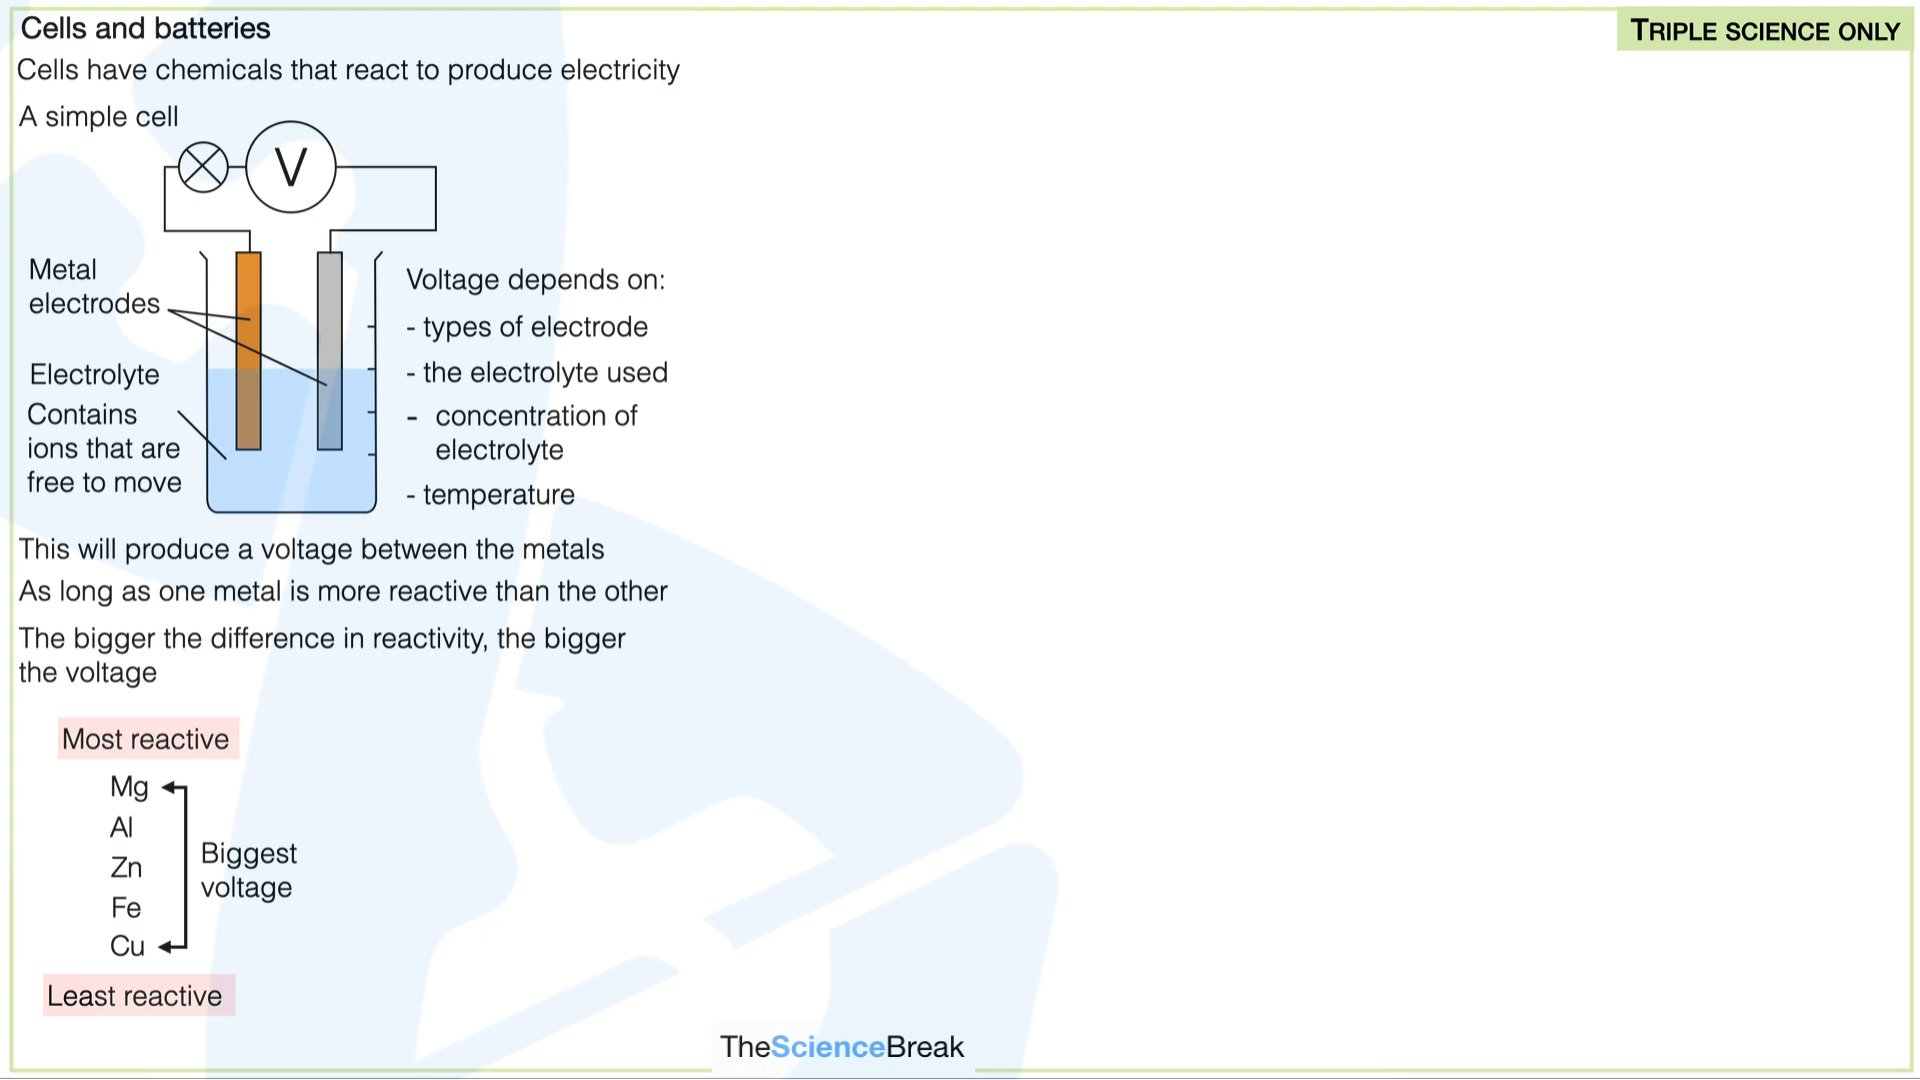 Cells and batteries
TRIPLE SCIENCE ONLY
Cells have chemicals that react to produce electricity
A simple cell
V
Metal
electrodes
Electrolyte
Contains
ions that are
free to move
Voltage depends on:
- types of electrode
- the electrolyte used
- concentration of
electrolyte
- temperature
This will produce a voltage between the metals
As long as one metal is more reactive than the other
The bigger the difference in reactivity, the bigger
the voltage
Most reactive
Mg
Al
Zn
Fe
Cu
Biggest
voltage
Least reactive
TheScienceBreak